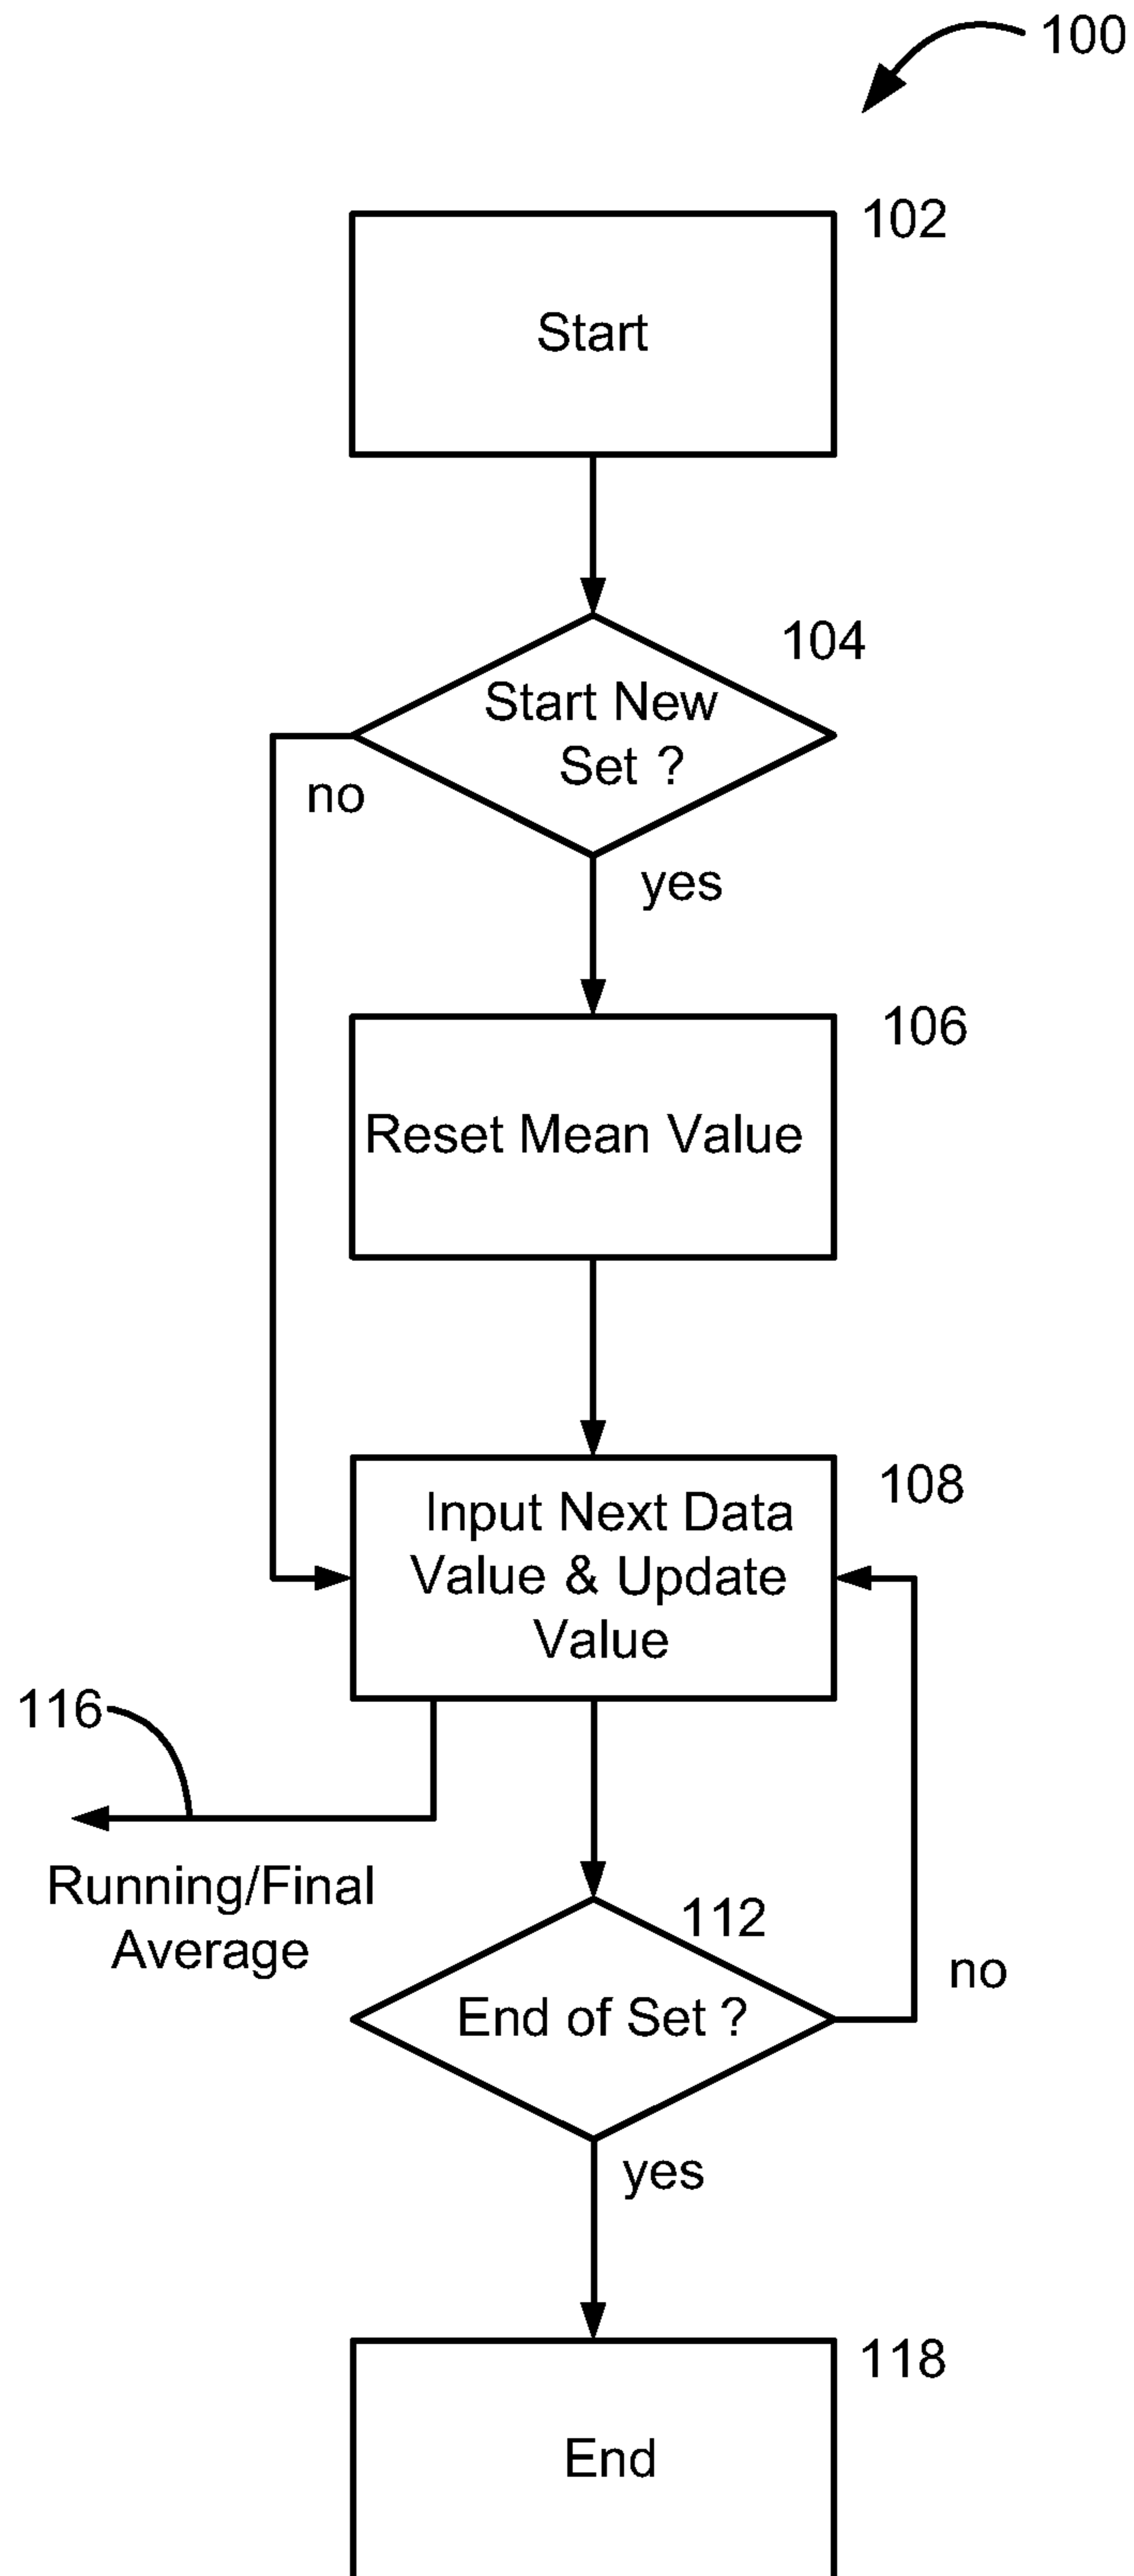 100
102
Start
104
Start New
Set ?
no
yes
106
Reset Mean Value
108
Input Next Data
Value & Update
Value
116
Running/Final
Average
112
End of Set ?
no
yes
118
End